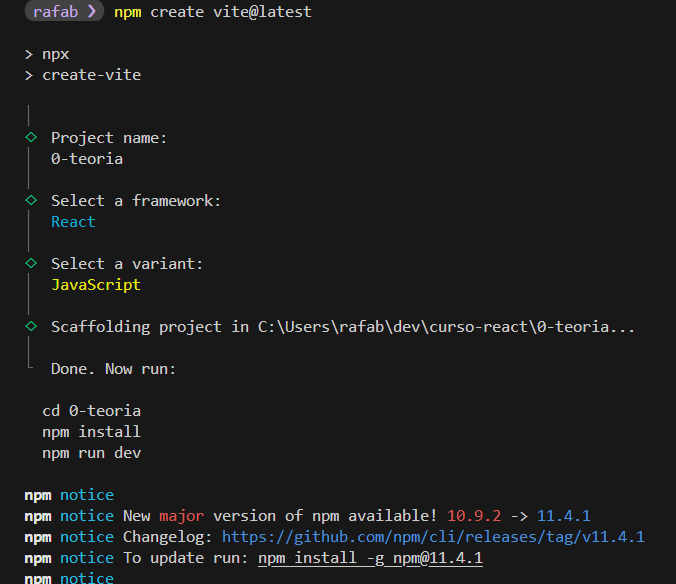 rafab ❯ npm create vite@latest
> npx
> create-vite
Project name:
0-teoria
Select a framework:
React
Select a variant:
JavaScript
Scaffolding project in C:\Users\rafab\dev\curso-react\0-teoria...
Done. Now run:
cd 0-teoria
npm install
npm run dev
npm notice
npm notice New major version of npm available! 10.9.2 -> 11.4.1
npm notice Changelog: https://github.com/npm/cli/releases/tag/v11.4.1
npm notice To update run: npm install -g npm@11.4.1
npm notice